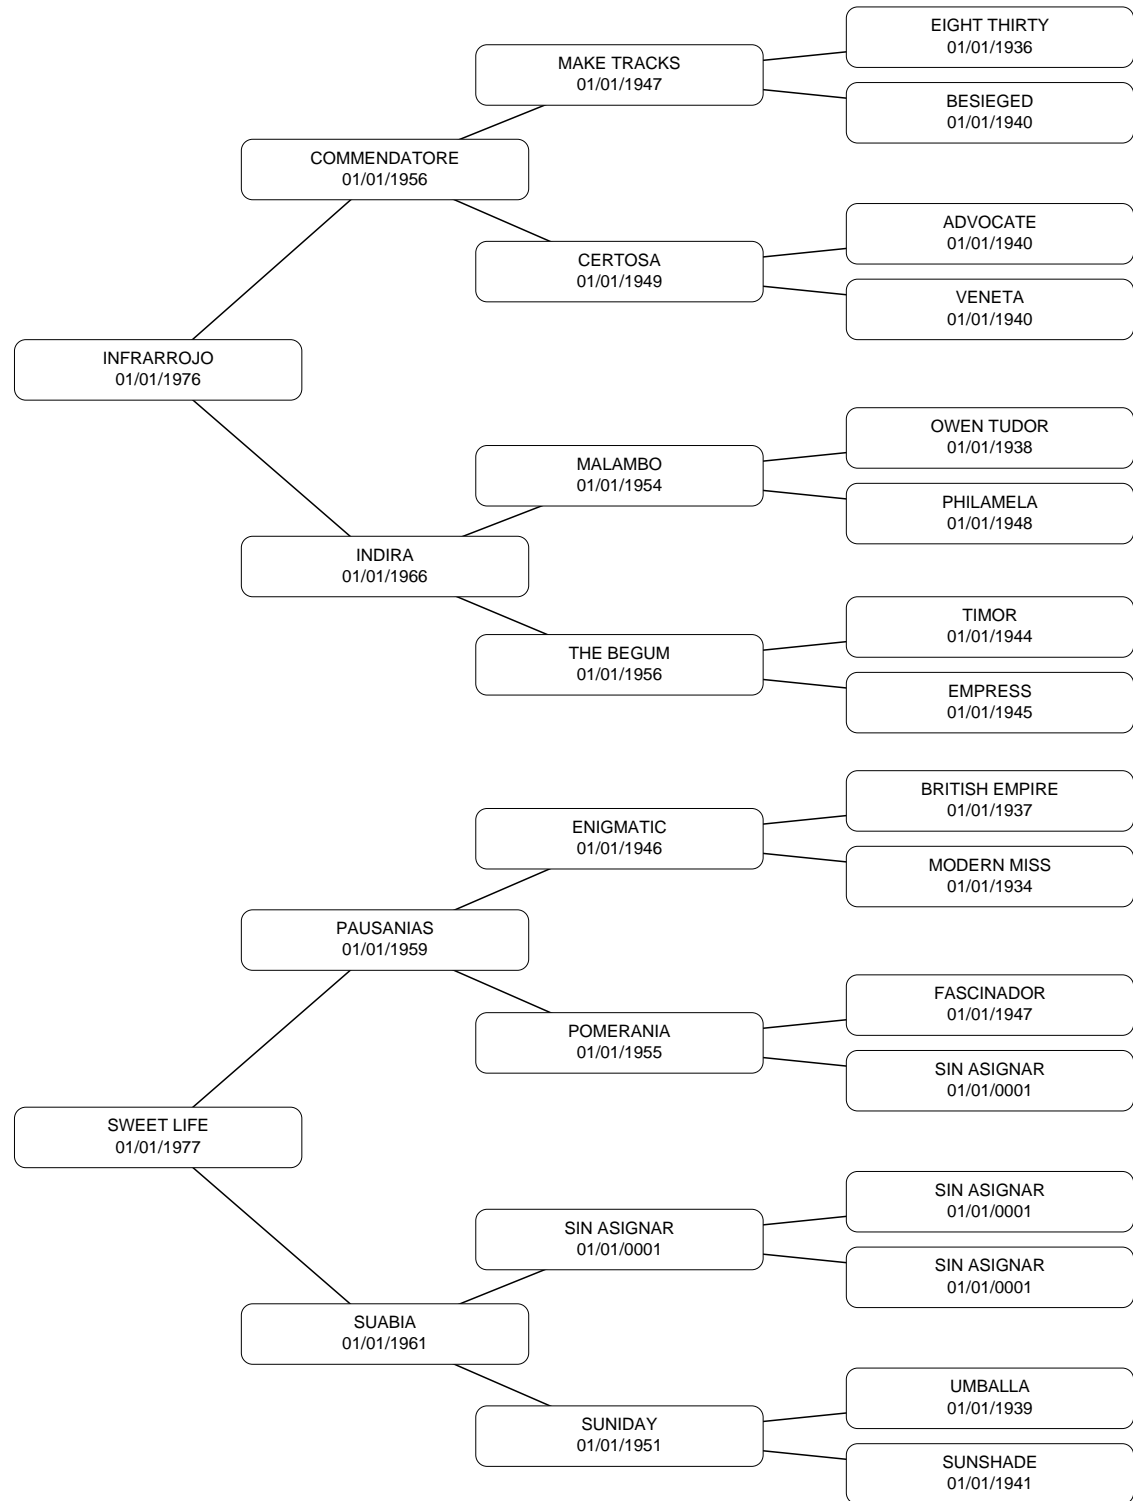 EIGHT THIRTY
01/01/1936
MAKE TRACKS
01/01/1947
BESIEGED
01/01/1940
COMMENDATORE
01/01/1956
ADVOCATE
01/01/1940
CERTOSA
01/01/1949
VENETA
01/01/1940
INFRARROJO
01/01/1976
OWEN TUDOR
01/01/1938
MALAMBO
01/01/1954
PHILAMELA
01/01/1948
INDIRA
01/01/1966
TIMOR
01/01/1944
THE BEGUM
01/01/1956
EMPRESS
01/01/1945
BRITISH EMPIRE
01/01/1937
ENIGMATIC
01/01/1946
MODERN MISS
01/01/1934
PAUSANIAS
01/01/1959
FASCINADOR
01/01/1947
POMERANIA
01/01/1955
SIN ASIGNAR
01/01/0001
SWEET LIFE
01/01/1977
SIN ASIGNAR
01/01/0001
SIN ASIGNAR
01/01/0001
SIN ASIGNAR
01/01/0001
SUABIA
01/01/1961
UMBALLA
01/01/1939
SUNIDAY
01/01/1951
SUNSHADE
01/01/1941